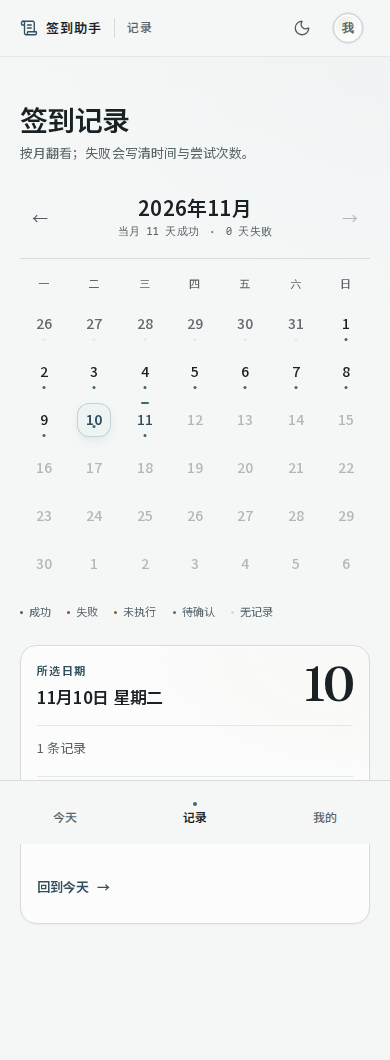 签到助手 记录 我
签到记录
按月翻看；失败会写清时间与尝试次数。
← 2026年11月 →
当月 11 天成功 · 0 天失败
一 二 三 四 五 六 日
26 27 28 29 30 31 1
2 3 4 5 6 7 8
9 10 11 12 13 14 15
16 17 18 19 20 21 22
23 24 25 26 27 28 29
30 1 2 3 4 5 6
成功 失败 未执行 待确认 无记录
所选日期
11月10日 星期二
10
1 条记录
今天 记录 我的
回到今天 →